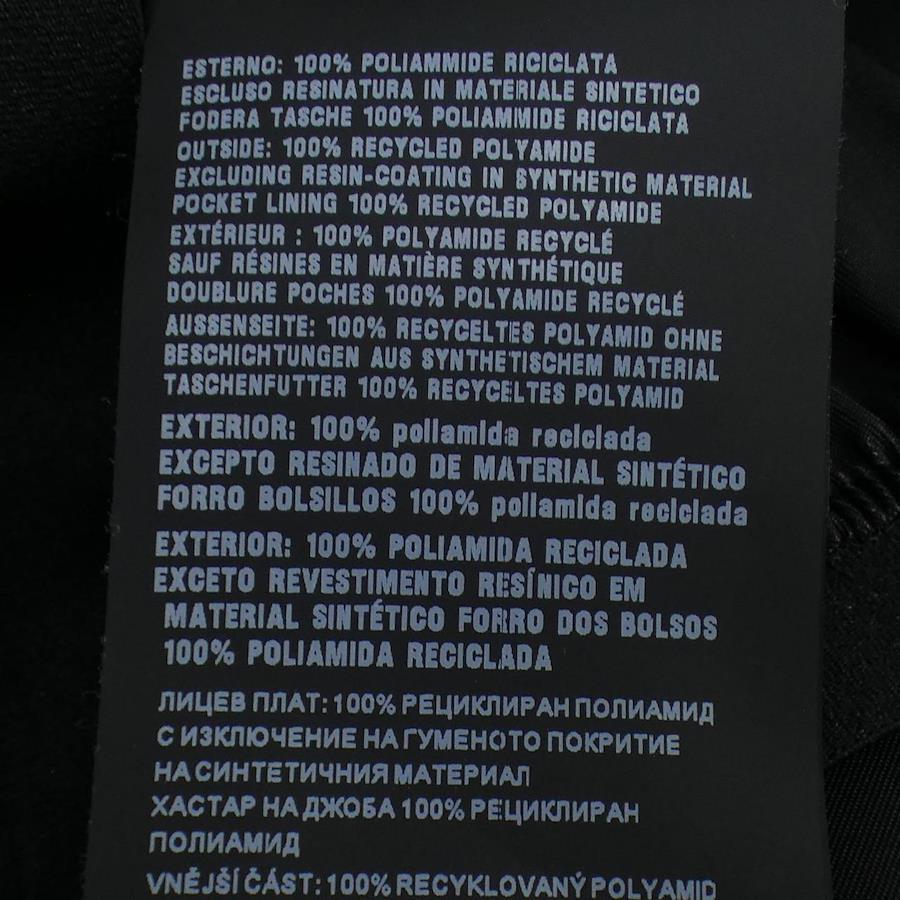 ESTERNO: 100% POLIAMMIDE RICICLATA
ESCLUSO RESINATURA IN MATERIALE SINTETICO
FODERA TASCHE 100% POLIAMMIDE RICICLATA
OUTSIDE: 100% RECYCLED POLYAMIDE
EXCLUDING RESIN-COATING IN SYNTHETIC MATERIAL
POCKET LINING 100% RECYCLED POLYAMIDE
EXTÉRIEUR : 100% POLYAMIDE RECYCLÉ
SAUF RÉSINES EN MATIÈRE SYNTHÉTIQUE
DOUBLURE POCHES 100% POLYAMIDE RECYCLÉ
AUSSENSEITE: 100% RECYCELTES POLYAMID OHNE
BESCHICHTUNGEN AUS SYNTHETISCHEM MATERIAL
TASCHENFUTTER 100% RECYCELTES POLYAMID
EXTERIOR: 100% poliamida reciclada
EXCEPTO RESINADO DE MATERIAL SINTÉTICO
FORRO BOLSILLOS 100% poliamida reciclada
EXTERIOR: 100% POLIAMIDA RECICLADA
EXCETO REVESTIMENTO RESÍNICO EM
MATERIAL SINTÉTICO FORRO DOS BOLSOS
100% POLIAMIDA RECICLADA
ЛИЦЕВ ПЛАТ: 100% РЕЦИКЛИРАН ПОЛИАМИД
С ИЗКЛЮЧЕНИЕ НА ГУМЕНОТО ПОКРИТИЕ
НА СИНТЕТИЧНИЯ МАТЕРИАЛ
ХАСТАР НА ДЖОБА 100% РЕЦИКЛИРАН
ПОЛИАМИД
VNĚJŠÍ ČÁST: 100% RECYKLOVANÝ POLYAMID